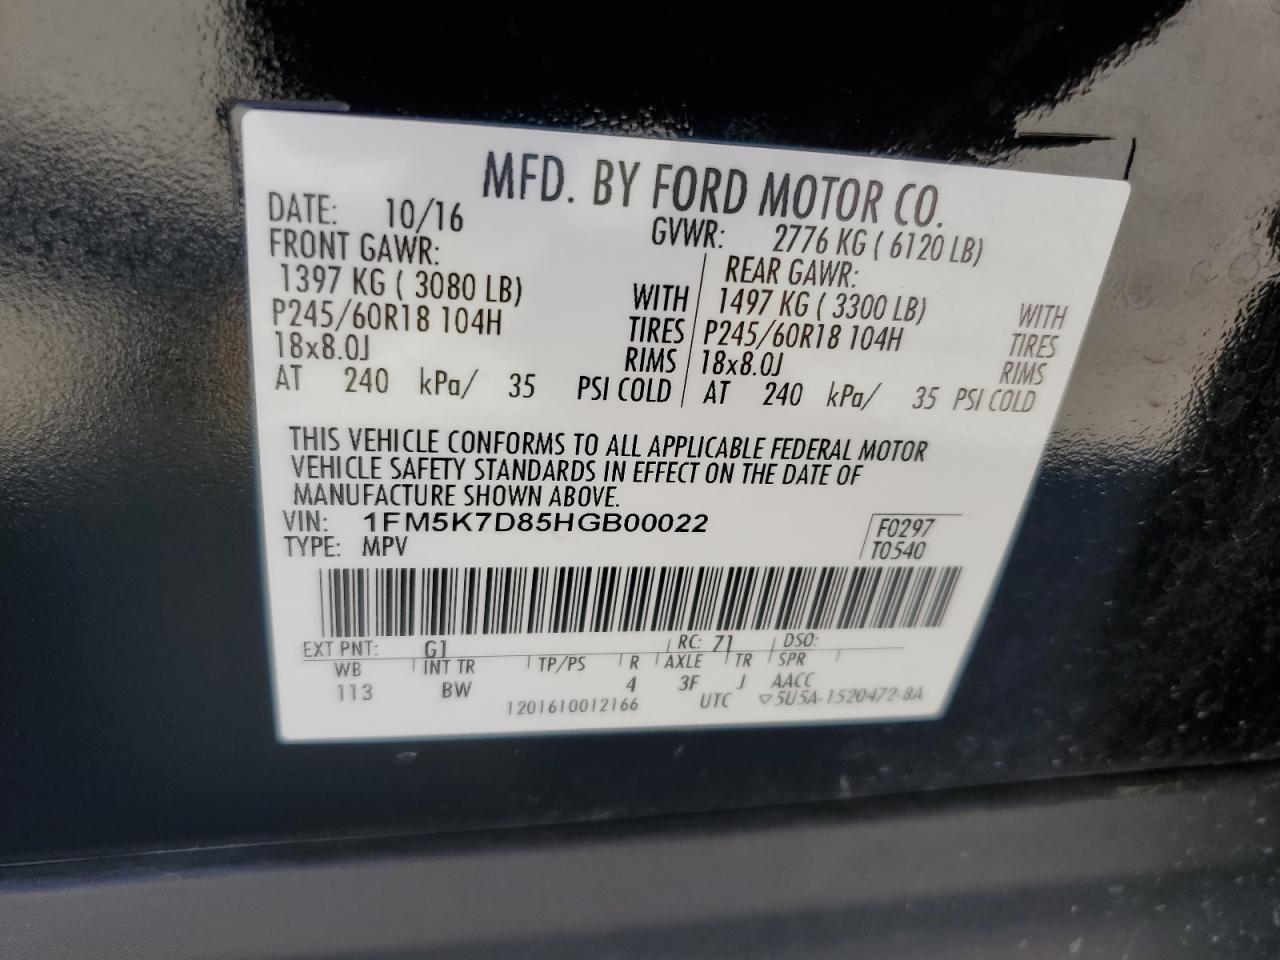 MFD. BY FORD MOTOR CO.
DATE: 10/16 GVWR: 2776 KG ( 6120 LB)
FRONT GAWR: REAR GAWR:
1397 KG ( 3080 LB) WITH 1497 KG ( 3300 LB) WITH
P245/60R18 104H TIRES P245/60R18 104H TIRES
18x8.0J RIMS 18x8.0J RIMS
AT 240 kPa/ 35 PSI COLD AT 240 kPa/ 35 PSI COLD
THIS VEHICLE CONFORMS TO ALL APPLICABLE FEDERAL MOTOR
VEHICLE SAFETY STANDARDS IN EFFECT ON THE DATE OF
MANUFACTURE SHOWN ABOVE.
VIN: 1FM5K7D85HGB00022 F0297
TYPE: MPV T0540
EXT PNT: G1 RC: 71 DSO:
WB INT TR TP/PS R AXLE TR SPR
113 BW 4 3F J AACC
1201610012166 UTC ▽5U5A-1520472-BA